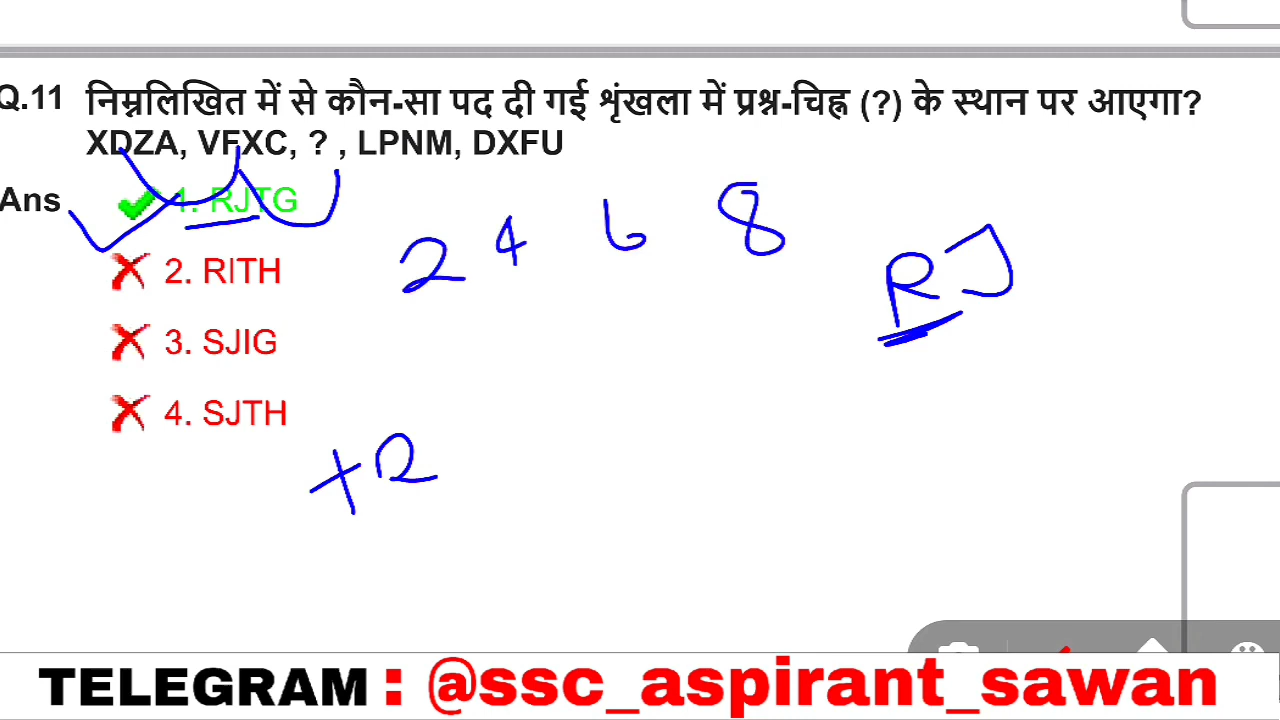 Q.11 निम्नलिखित में से कौन-सा पद दी गई शृंखला में प्रश्न-चिह्न (?) के स्थान पर आएगा?
XDZA, VFXC, ? , LPNM, DXFU
Ans 1. RJTG
2. RITH
3. SJIG
4. SJTH
2 4 6 8
RJ
+2
TELEGRAM : @ssc_aspirant_sawan